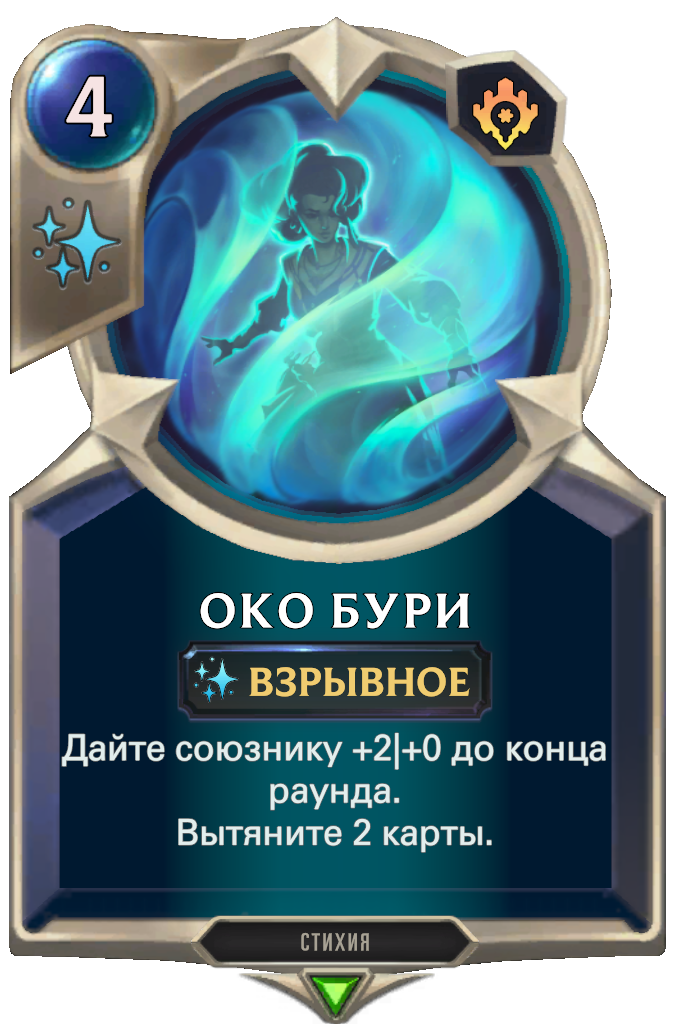 4
ОКО БУРИ
ВЗРЫВНОЕ
Дайте союзнику +2|+0 до конца
раунда.
Вытяните 2 карты.
СТИХИЯ